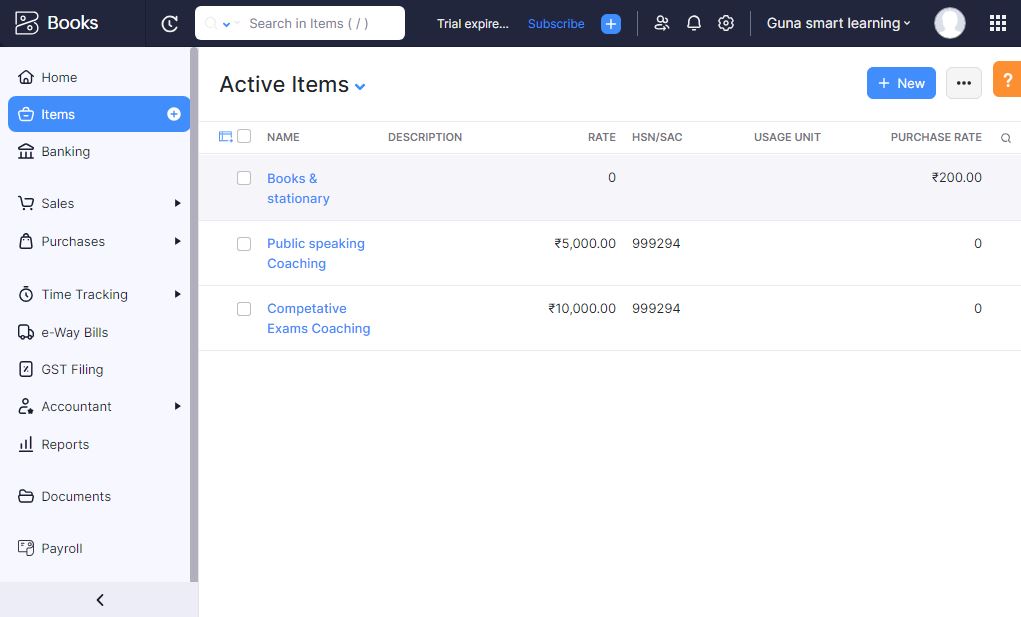 Books
Search in Items ( / )
Trial expire... Subscribe
Guna smart learning
Home
Items
Banking
Sales
Purchases
Time Tracking
e-Way Bills
GST Filing
Accountant
Reports
Documents
Payroll
Active Items
New
?
NAME DESCRIPTION RATE HSN/SAC USAGE UNIT PURCHASE RATE
Books & 0 ₹200.00
stationary
Public speaking ₹5,000.00 999294 0
Coaching
Competative ₹10,000.00 999294 0
Exams Coaching